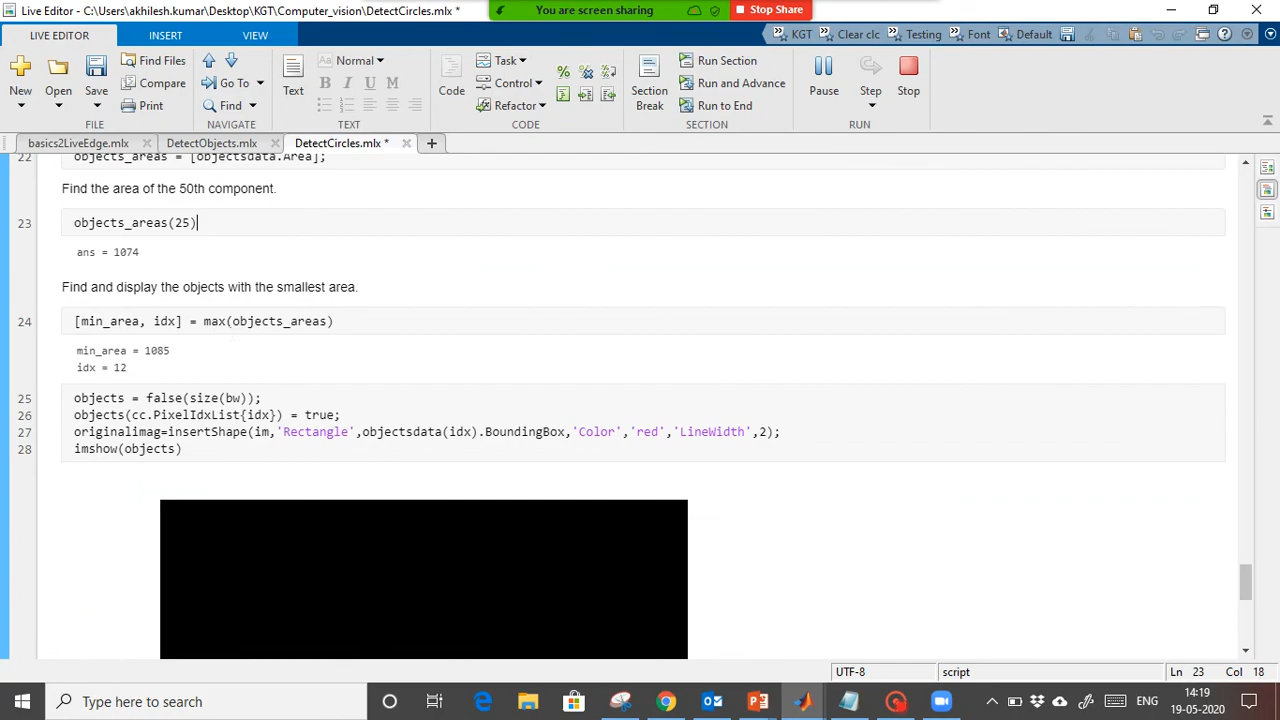 Live Editor - C:\Users\akhilesh.kumar\Desktop\KGT\Computer_vision\DetectCircles.mlx *
You are screen sharing
Stop Share
LIVE EDITOR
INSERT
VIEW
KGT
Clear clc
Testing
Font
Default
New
Open
Save
Find Files
Compare
Print
Go To
Find
Text
Normal
B I U M
Code
Task
Control
Refactor
Section Break
Run Section
Run and Advance
Run to End
Pause
Step
Stop
FILE
NAVIGATE
TEXT
CODE
SECTION
RUN
basics2LiveEdge.mlx
DetectObjects.mlx
DetectCircles.mlx *
22 objects_areas = [objectsdata.Area];
Find the area of the 50th component.
23 objects_areas(25)
ans = 1074
Find and display the objects with the smallest area.
24 [min_area, idx] = max(objects_areas)
min_area = 1085
idx = 12
25 objects = false(size(bw));
26 objects(cc.PixelIdxList{idx}) = true;
27 originalimag=insertShape(im,'Rectangle',objectsdata(idx).BoundingBox,'Color','red','LineWidth',2);
28 imshow(objects)
UTF-8
script
Ln 23 Col 18
Type here to search
ENG
14:19
19-05-2020